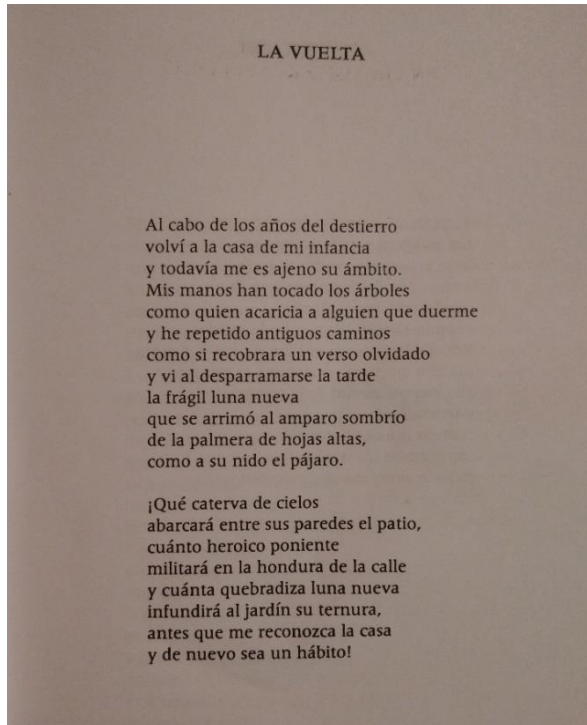 LA VUELTA
Al cabo de los años del destierro
volví a la casa de mi infancia
y todavía me es ajeno su ámbito.
Mis manos han tocado los árboles
como quien acaricia a alguien que duerme
y he repetido antiguos caminos
como si recobrara un verso olvidado
y vi al desparramarse la tarde
la frágil luna nueva
que se arrimó al amparo sombrío
de la palmera de hojas altas,
como a su nido el pájaro.
¡Qué caterva de cielos
abarcará entre sus paredes el patio,
cuánto heroico poniente
militará en la hondura de la calle
y cuánta quebradiza luna nueva
infundirá al jardín su ternura,
antes que me reconozca la casa
y de nuevo sea un hábito!